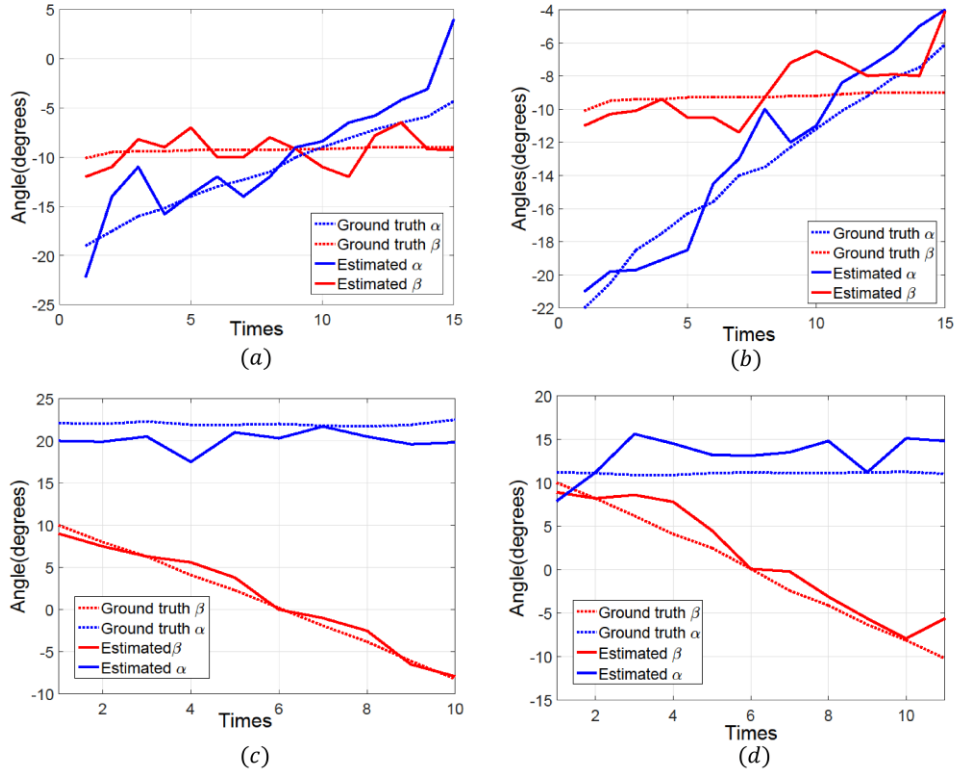 5
0
-5
-10
-15
-20
-25
Angle(degrees)
Ground truth α
Ground truth β
Estimated α
Estimated β
0 5 10 15
Times
(a)
-4
-6
-8
-10
-12
-14
-16
-18
-20
-22
Angles(degrees)
Ground truth α
Ground truth β
Estimated α
Estimated β
0 5 10 15
Times
(b)
25
20
15
10
5
0
-5
-10
Angle(degrees)
Ground truth β
Ground truth α
Estimatedβ
Estimated α
2 4 6 8 10
Times
(c)
20
15
10
5
0
-5
-10
-15
Angle(degrees)
Ground truth β
Ground truth α
Estimated β
Estimated α
2 4 6 8 10
Times
(d)